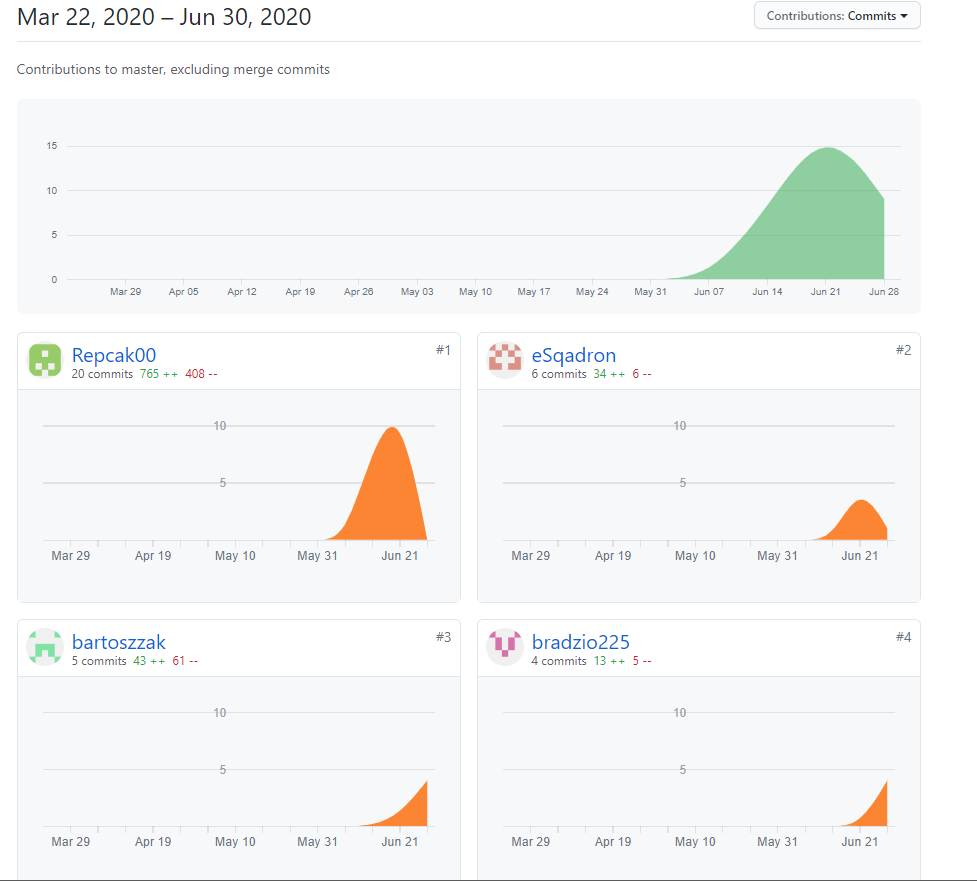 Mar 22, 2020 – Jun 30, 2020
Contributions: Commits
Contributions to master, excluding merge commits
15
10
5
0
Mar 29 Apr 05 Apr 12 Apr 19 Apr 26 May 03 May 10 May 17 May 24 May 31 Jun 07 Jun 14 Jun 21 Jun 28
Repcak00 #1
20 commits 765 ++ 408 --
10
5
Mar 29 Apr 19 May 10 May 31 Jun 21
eSqadron #2
6 commits 34 ++ 6 --
10
5
Mar 29 Apr 19 May 10 May 31 Jun 21
bartoszzak #3
5 commits 43 ++ 61 --
10
5
Mar 29 Apr 19 May 10 May 31 Jun 21
bradzio225 #4
4 commits 13 ++ 5 --
10
5
Mar 29 Apr 19 May 10 May 31 Jun 21